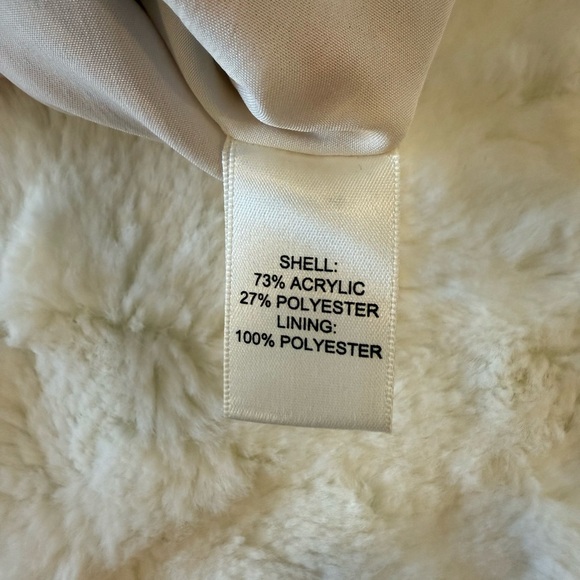 SHELL:
73% ACRYLIC
27% POLYESTER
LINING:
100% POLYESTER